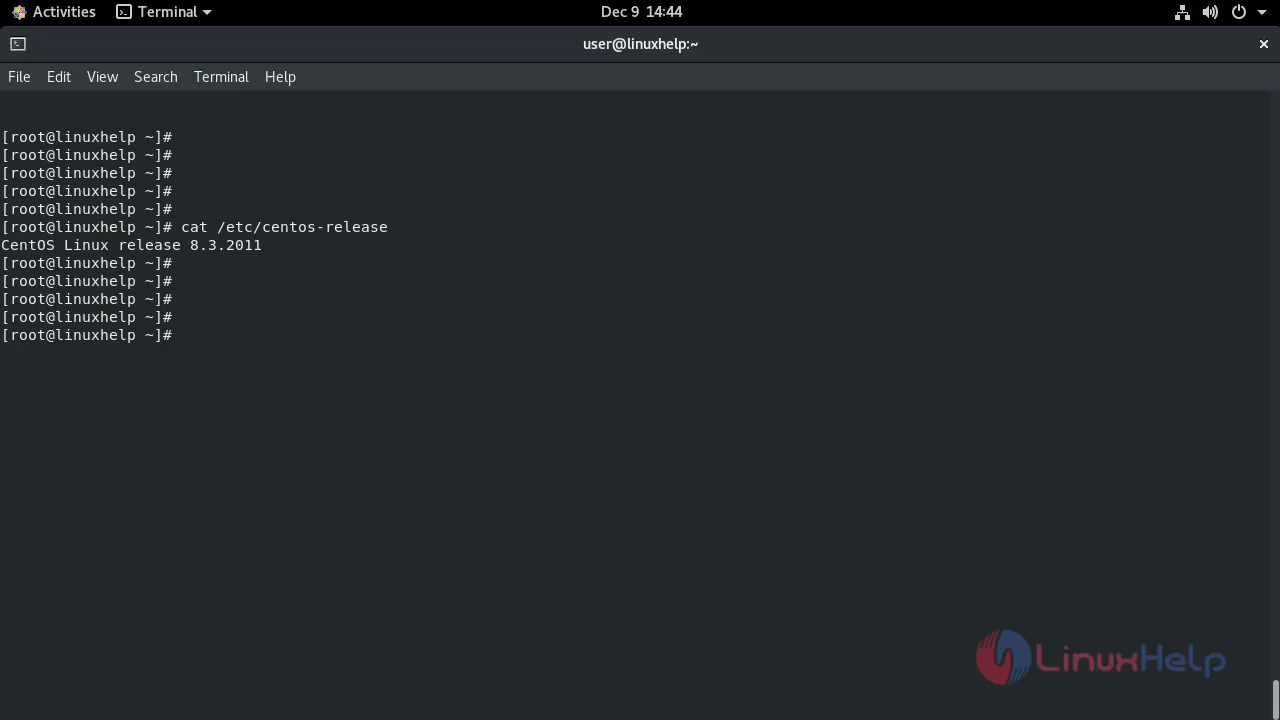 Activities Terminal Dec 9 14:44
user@linuxhelp:~
File Edit View Search Terminal Help
[root@linuxhelp ~]#
[root@linuxhelp ~]#
[root@linuxhelp ~]#
[root@linuxhelp ~]#
[root@linuxhelp ~]#
[root@linuxhelp ~]# cat /etc/centos-release
CentOS Linux release 8.3.2011
[root@linuxhelp ~]#
[root@linuxhelp ~]#
[root@linuxhelp ~]#
[root@linuxhelp ~]#
[root@linuxhelp ~]#
LinuxHelp